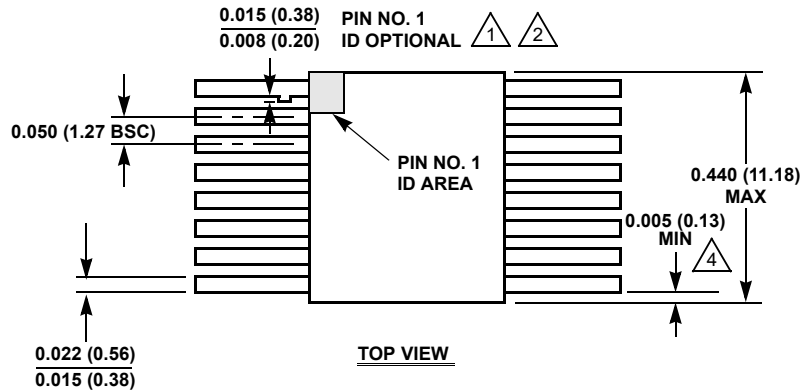 0.015 (0.38)
0.008 (0.20)
PIN NO. 1
ID OPTIONAL
1
2
0.050 (1.27 BSC)
PIN NO. 1
ID AREA
0.440 (11.18)
MAX
0.005 (0.13)
MIN
4
0.022 (0.56)
0.015 (0.38)
TOP VIEW